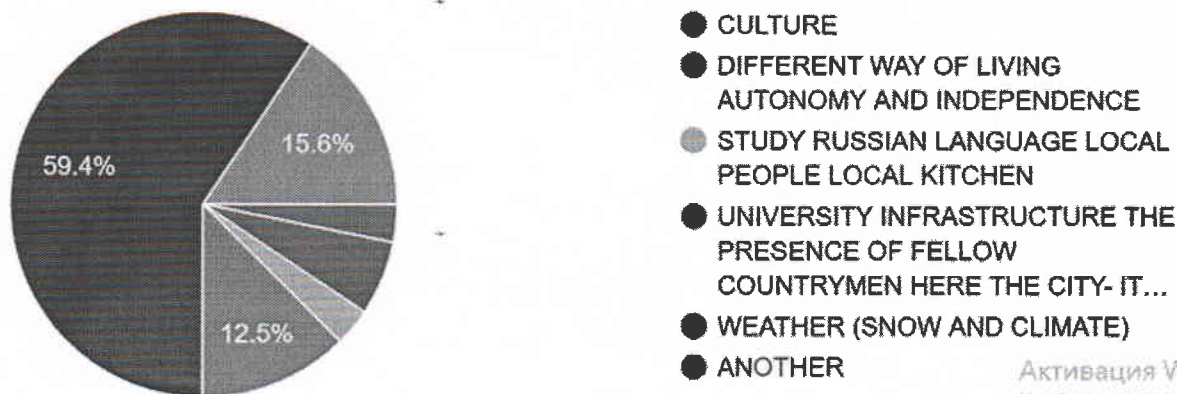 59.4%
15.6%
12.5%
CULTURE
DIFFERENT WAY OF LIVING
AUTONOMY AND INDEPENDENCE
STUDY RUSSIAN LANGUAGE LOCAL
PEOPLE LOCAL KITCHEN
UNIVERSITY INFRASTRUCTURE THE
PRESENCE OF FELLOW
COUNTRYMEN HERE THE CITY- IT...
WEATHER (SNOW AND CLIMATE)
ANOTHER
Активация